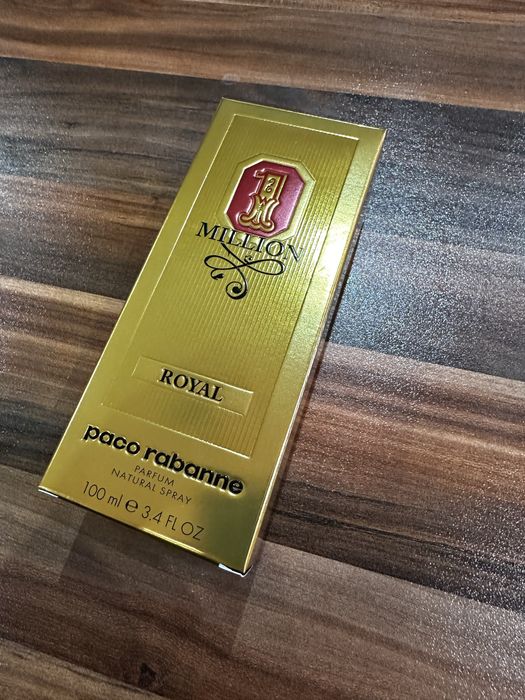 1
MILLION
ROYAL
paco rabanne
PARFUM
NATURAL SPRAY
100 ml ℮ 3.4 FL OZ